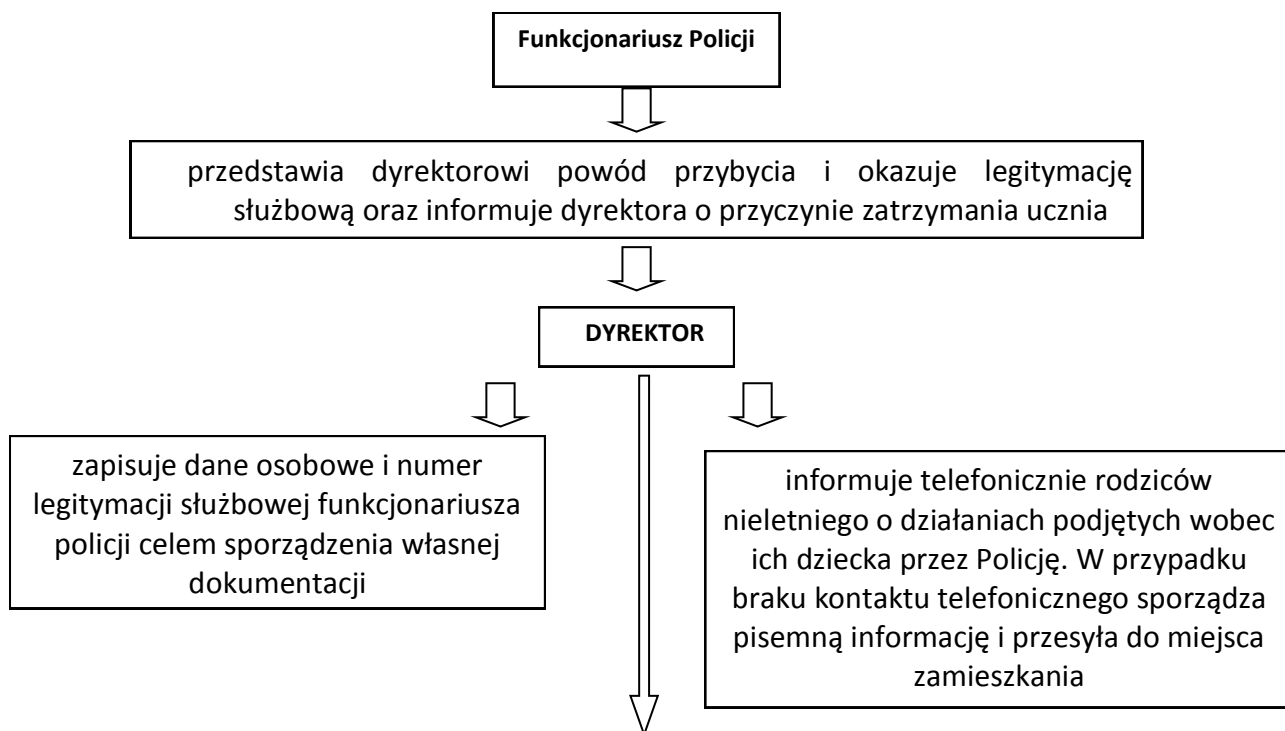 Funkcjonariusz Policji
przedstawia dyrektorowi powód przybycia i okazuje legitymację
służbową oraz informuje dyrektora o przyczynie zatrzymania ucznia
DYREKTOR
zapisuje dane osobowe i numer
legitymacji służbowej funkcjonariusza
policji celem sporządzenia własnej
dokumentacji
informuje telefonicznie rodziców
nieletniego o działaniach podjętych wobec
ich dziecka przez Policję. W przypadku
braku kontaktu telefonicznego sporządza
pisemną informację i przesyła do miejsca
zamieszkania